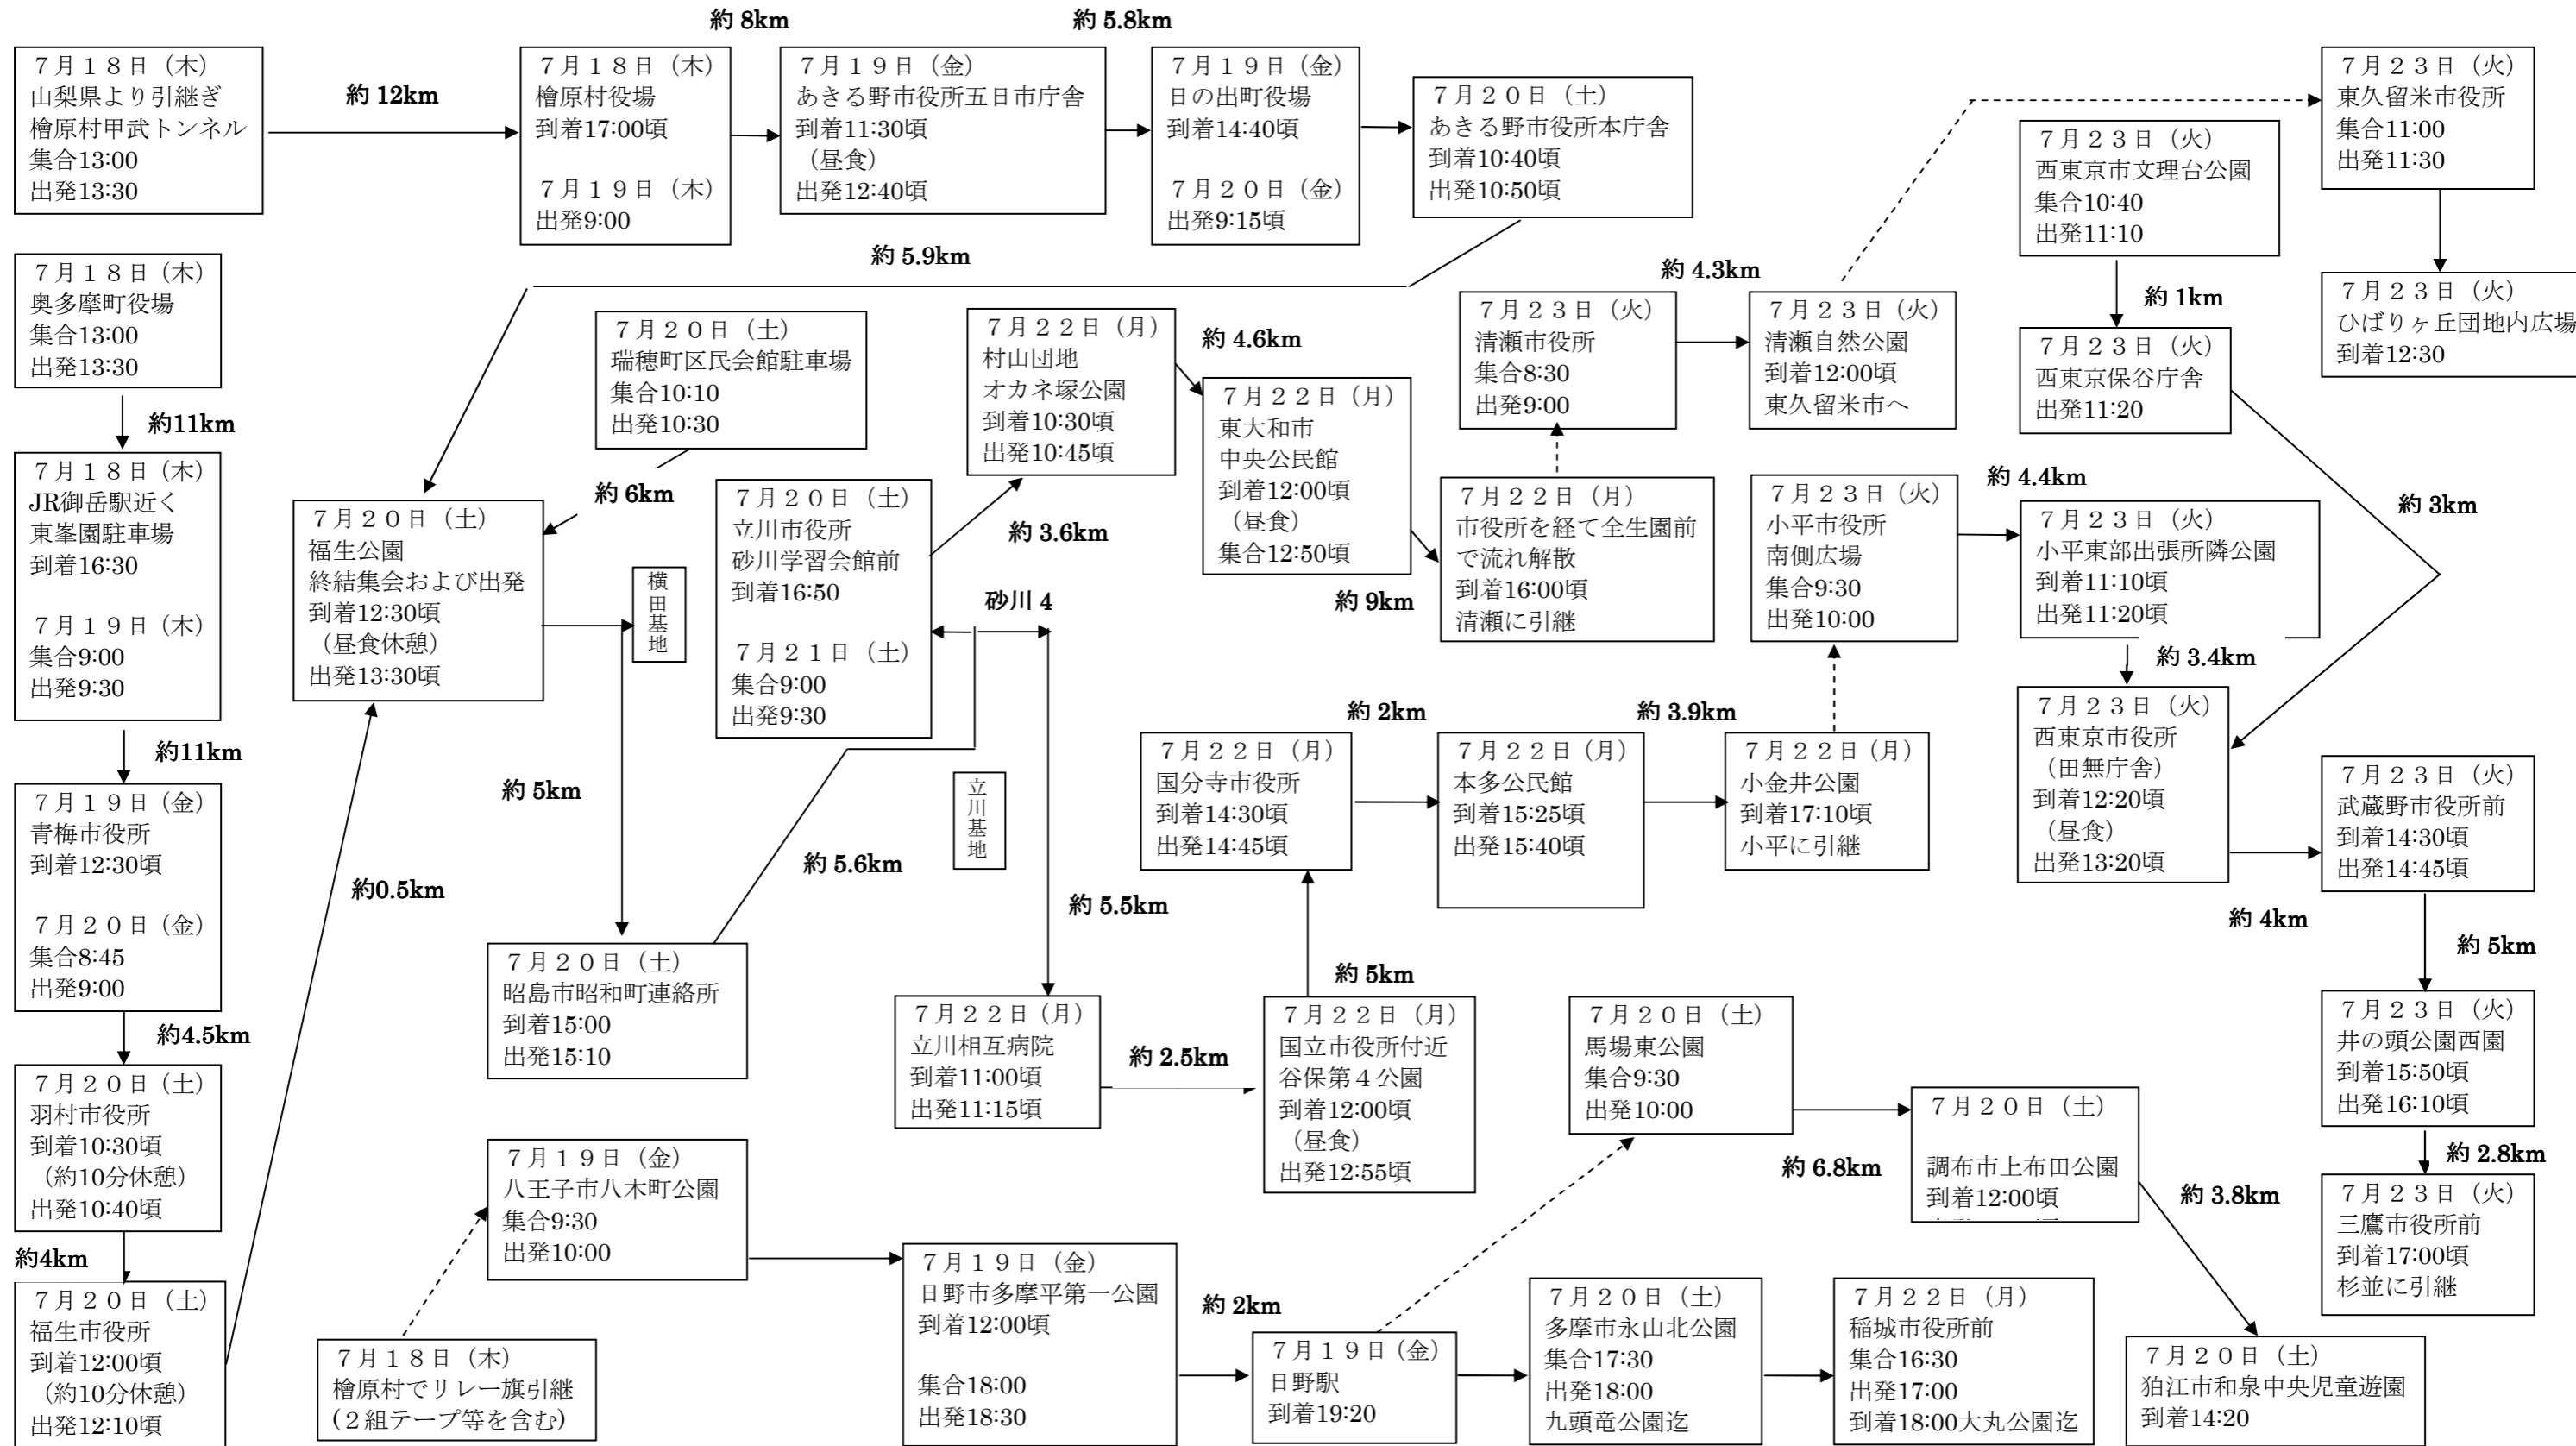 約 8km
約 5.8km
７月１８日（木）
山梨県より引継ぎ
檜原村甲武トンネル
集合13:00
出発13:30
約 12km
７月１８日（木）
檜原村役場
到着17:00頃
７月１９日（木）
出発9:00
７月１９日（金）
あきる野市役所五日市庁舎
到着11:30頃
（昼食）
出発12:40頃
７月１９日（金）
日の出町役場
到着14:40頃
７月２０日（金）
出発9:15頃
７月２０日（土）
あきる野市役所本庁舎
到着10:40頃
出発10:50頃
約 5.9km
７月１８日（木）
奥多摩町役場
集合13:00
出発13:30
約11km
７月１８日（木）
JR御岳駅近く
東峯園駐車場
到着16:30
７月１９日（木）
集合9:00
出発9:30
約11km
７月１９日（金）
青梅市役所
到着12:30頃
７月２０日（金）
集合8:45
出発9:00
約4.5km
７月２０日（土）
羽村市役所
到着10:30頃
（約10分休憩）
出発10:40頃
約4km
７月２０日（土）
福生市役所
到着12:00頃
（約10分休憩）
出発12:10頃
約0.5km
７月２０日（土）
瑞穂町区民会館駐車場
集合10:10
出発10:30
約 6km
７月２０日（土）
福生公園
終結集会および出発
到着12:30頃
（昼食休憩）
出発13:30頃
横田基地
約 5km
７月２０日（土）
昭島市昭和町連絡所
到着15:00
出発15:10
約 5.6km
７月２０日（土）
立川市役所
砂川学習会館前
到着16:50
７月２１日（土）
集合9:00
出発9:30
砂川 4
立川基地
約 3.6km
７月２２日（月）
村山団地
オカネ塚公園
到着10:30頃
出発10:45頃
約 4.6km
７月２２日（月）
東大和市
中央公民館
到着12:00頃
（昼食）
集合12:50頃
約 9km
７月２２日（月）
市役所を経て全生園前
で流れ解散
到着16:00頃
清瀬に引継
７月２３日（火）
清瀬市役所
集合8:30
出発9:00
約 4.3km
７月２３日（火）
清瀬自然公園
到着12:00頃
東久留米市へ
７月２３日（火）
東久留米市役所
集合11:00
出発11:30
７月２３日（火）
ひばりヶ丘団地内広場
到着12:30
７月２３日（火）
西東京市文理台公園
集合10:40
出発11:10
約 1km
７月２３日（火）
西東京保谷庁舎
出発11:20
約 3km
約 5.5km
７月２２日（月）
立川相互病院
到着11:00頃
出発11:15頃
約 2.5km
７月２２日（月）
国立市役所付近
谷保第４公園
到着12:00頃
（昼食）
出発12:55頃
約 5km
７月２２日（月）
国分寺市役所
到着14:30頃
出発14:45頃
約 2km
７月２２日（月）
本多公民館
到着15:25頃
出発15:40頃
約 3.9km
７月２２日（月）
小金井公園
到着17:10頃
小平に引継
７月２３日（火）
小平市役所
南側広場
集合9:30
出発10:00
約 4.4km
７月２３日（火）
小平東部出張所隣公園
到着11:10頃
出発11:20頃
約 3.4km
７月２３日（火）
西東京市役所
（田無庁舎）
到着12:20頃
（昼食）
出発13:20頃
約 4km
７月２３日（火）
武蔵野市役所前
到着14:30頃
出発14:45頃
約 5km
７月２３日（火）
井の頭公園西園
到着15:50頃
出発16:10頃
約 2.8km
７月２３日（火）
三鷹市役所前
到着17:00頃
杉並に引継
７月１８日（木）
檜原村でリレー旗引継
(２組テープ等を含む)
７月１９日（金）
八王子市八木町公園
集合9:30
出発10:00
７月１９日（金）
日野市多摩平第一公園
到着12:00頃
集合18:00
出発18:30
約 2km
７月１９日（金）
日野駅
到着19:20
７月２０日（土）
馬場東公園
集合9:30
出発10:00
約 6.8km
７月２０日（土）
調布市上布田公園
到着12:00頃
約 3.8km
７月２０日（土）
狛江市和泉中央児童遊園
到着14:20
７月２０日（土）
多摩市永山北公園
集合17:30
出発18:00
九頭竜公園迄
７月２２日（月）
稲城市役所前
集合16:30
出発17:00
到着18:00大丸公園迄